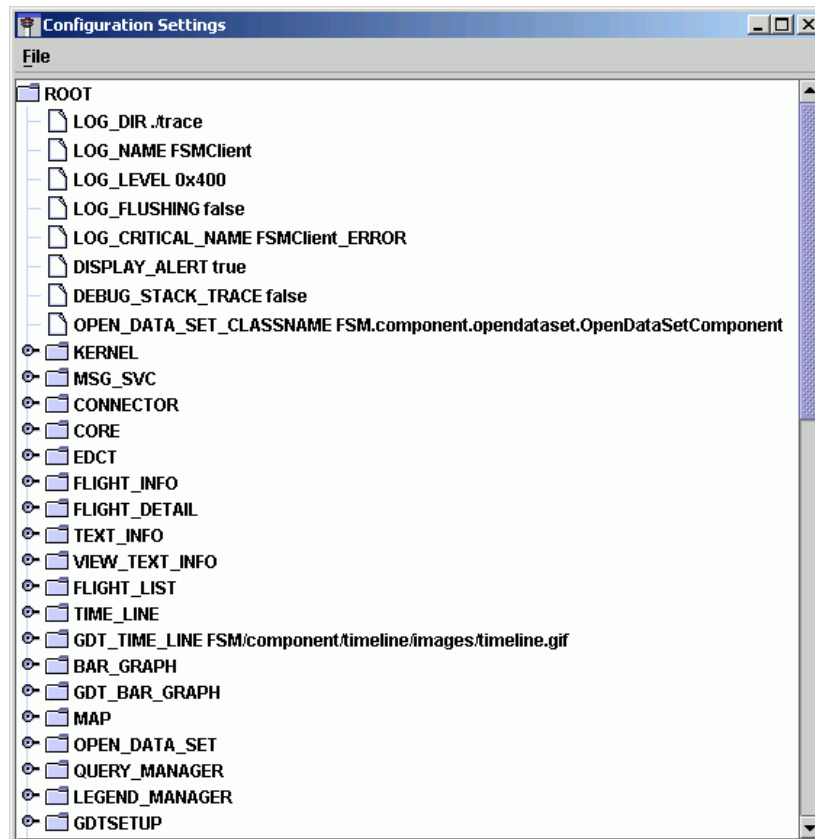 Configuration Settings
File
ROOT
LOG_DIR ./trace
LOG_NAME FSMClient
LOG_LEVEL 0x400
LOG_FLUSHING false
LOG_CRITICAL_NAME FSMClient_ERROR
DISPLAY_ALERT true
DEBUG_STACK_TRACE false
OPEN_DATA_SET_CLASSNAME FSM.component.opendataset.OpenDataSetComponent
KERNEL
MSG_SVC
CONNECTOR
CORE
EDCT
FLIGHT_INFO
FLIGHT_DETAIL
TEXT_INFO
VIEW_TEXT_INFO
FLIGHT_LIST
TIME_LINE
GDT_TIME_LINE FSM/component/timeline/images/timeline.gif
BAR_GRAPH
GDT_BAR_GRAPH
MAP
OPEN_DATA_SET
QUERY_MANAGER
LEGEND_MANAGER
GDTSETUP